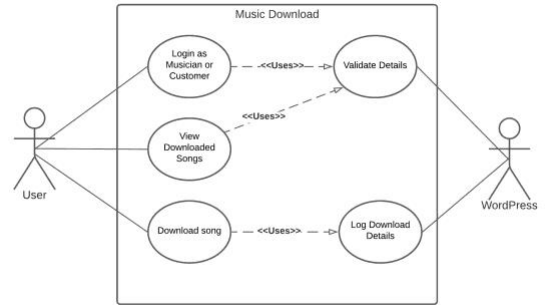 Music Download
Login as
Musician or
Customer
<<Uses>>
Validate Details
<<Uses>>
View
Downloaded
Songs
User
WordPress
Download song
<<Uses>>
Log Download
Details